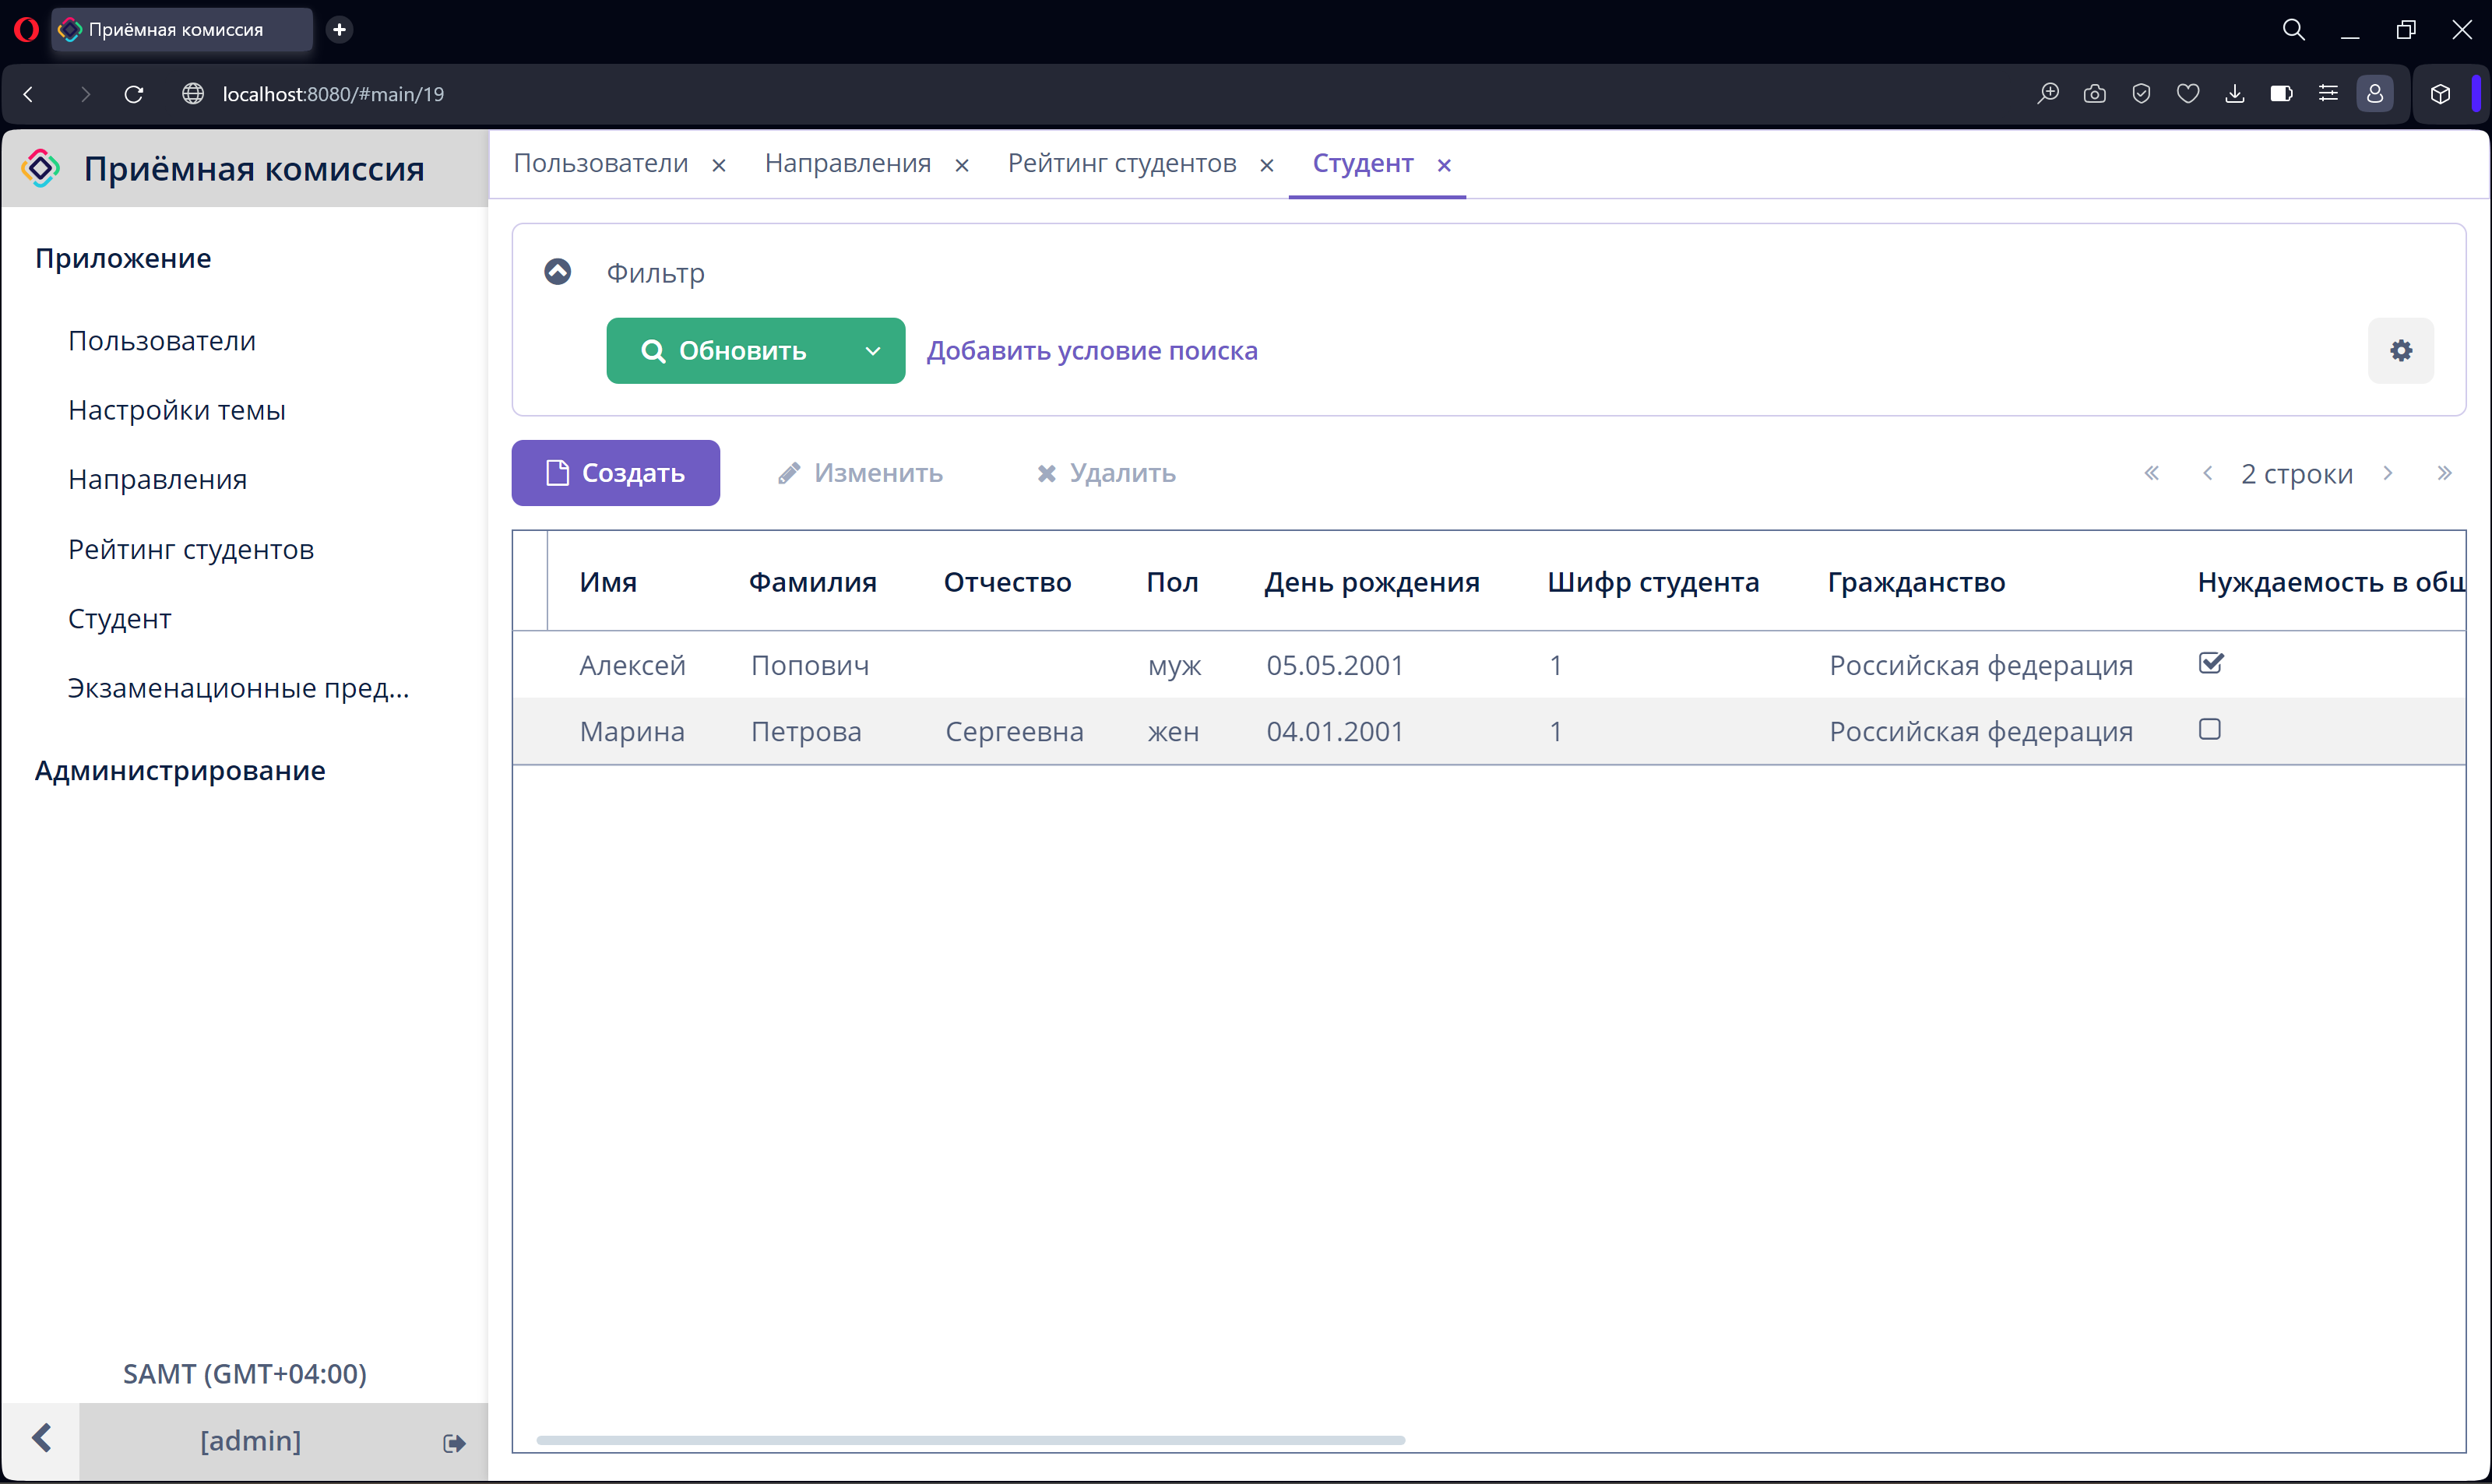 Приёмная комиссия
localhost:8080/#main/19
Приёмная комиссия
Приложение
Пользователи
Настройки темы
Направления
Рейтинг студентов
Студент
Экзаменационные пред...
Администрирование
SAMT (GMT+04:00)
[admin]
Пользователи Направления Рейтинг студентов Студент
Фильтр
Обновить Добавить условие поиска
Создать Изменить Удалить 2 строки
Имя Фамилия Отчество Пол День рождения Шифр студента Гражданство Нуждаемость в общ
Алексей Попович муж 05.05.2001 1 Российская федерация
Марина Петрова Сергеевна жен 04.01.2001 1 Российская федерация